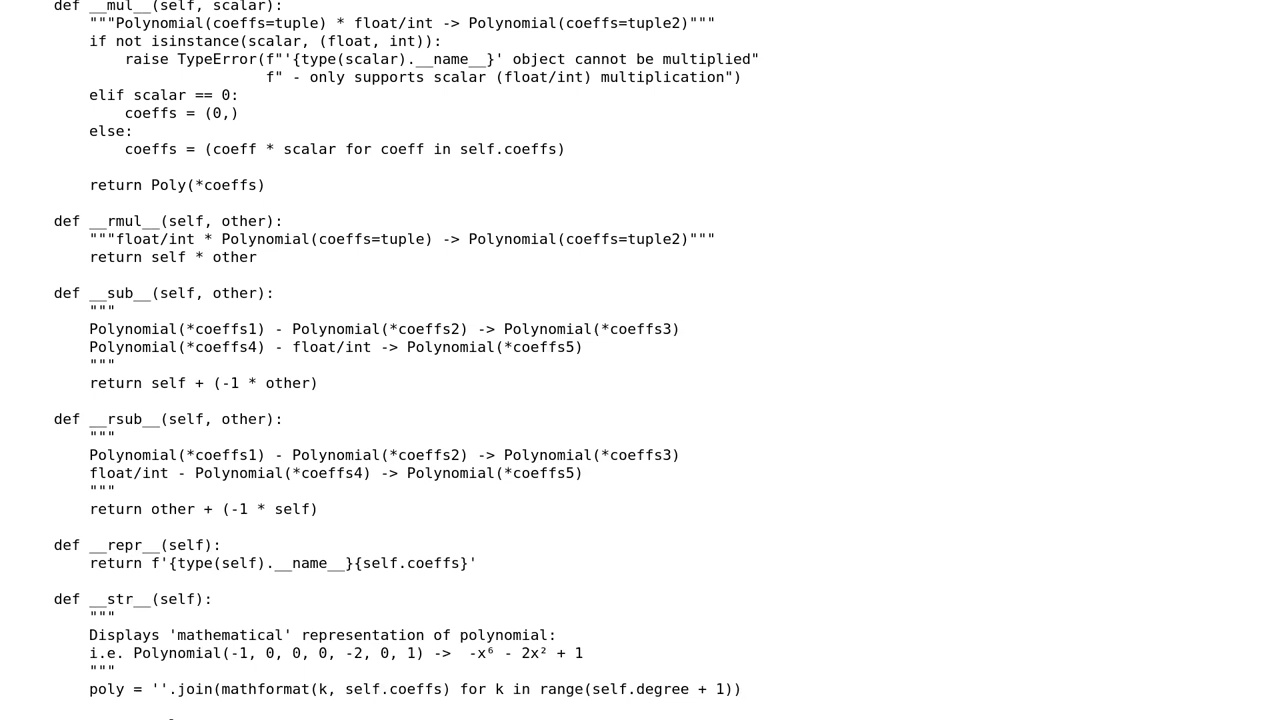 def __mul__(self, scalar):
"""Polynomial(coeffs=tuple) * float/int -> Polynomial(coeffs=tuple2)"""
if not isinstance(scalar, (float, int)):
raise TypeError(f"'{type(scalar).__name__}' object cannot be multiplied"
f" - only supports scalar (float/int) multiplication")
elif scalar == 0:
coeffs = (0,)
else:
coeffs = (coeff * scalar for coeff in self.coeffs)
return Poly(*coeffs)
def __rmul__(self, other):
"""float/int * Polynomial(coeffs=tuple) -> Polynomial(coeffs=tuple2)"""
return self * other
def __sub__(self, other):
"""
Polynomial(*coeffs1) - Polynomial(*coeffs2) -> Polynomial(*coeffs3)
Polynomial(*coeffs4) - float/int -> Polynomial(*coeffs5)
"""
return self + (-1 * other)
def __rsub__(self, other):
"""
Polynomial(*coeffs1) - Polynomial(*coeffs2) -> Polynomial(*coeffs3)
float/int - Polynomial(*coeffs4) -> Polynomial(*coeffs5)
"""
return other + (-1 * self)
def __repr__(self):
return f'{type(self).__name__}{self.coeffs}'
def __str__(self):
"""
Displays 'mathematical' representation of polynomial:
i.e. Polynomial(-1, 0, 0, 0, -2, 0, 1) ->  -x⁶ - 2x² + 1
"""
poly = ''.join(mathformat(k, self.coeffs) for k in range(self.degree + 1))